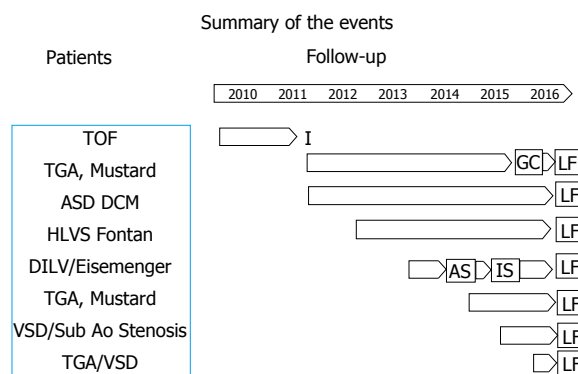 Summary of the events
Patients Follow-up
2010 2011 2012 2013 2014 2015 2016
TOF I
TGA, Mustard GC LF
ASD DCM LF
HLVS Fontan LF
DILV/Eisemenger AS IS LF
TGA, Mustard LF
VSD/Sub Ao Stenosis LF
TGA/VSD LF